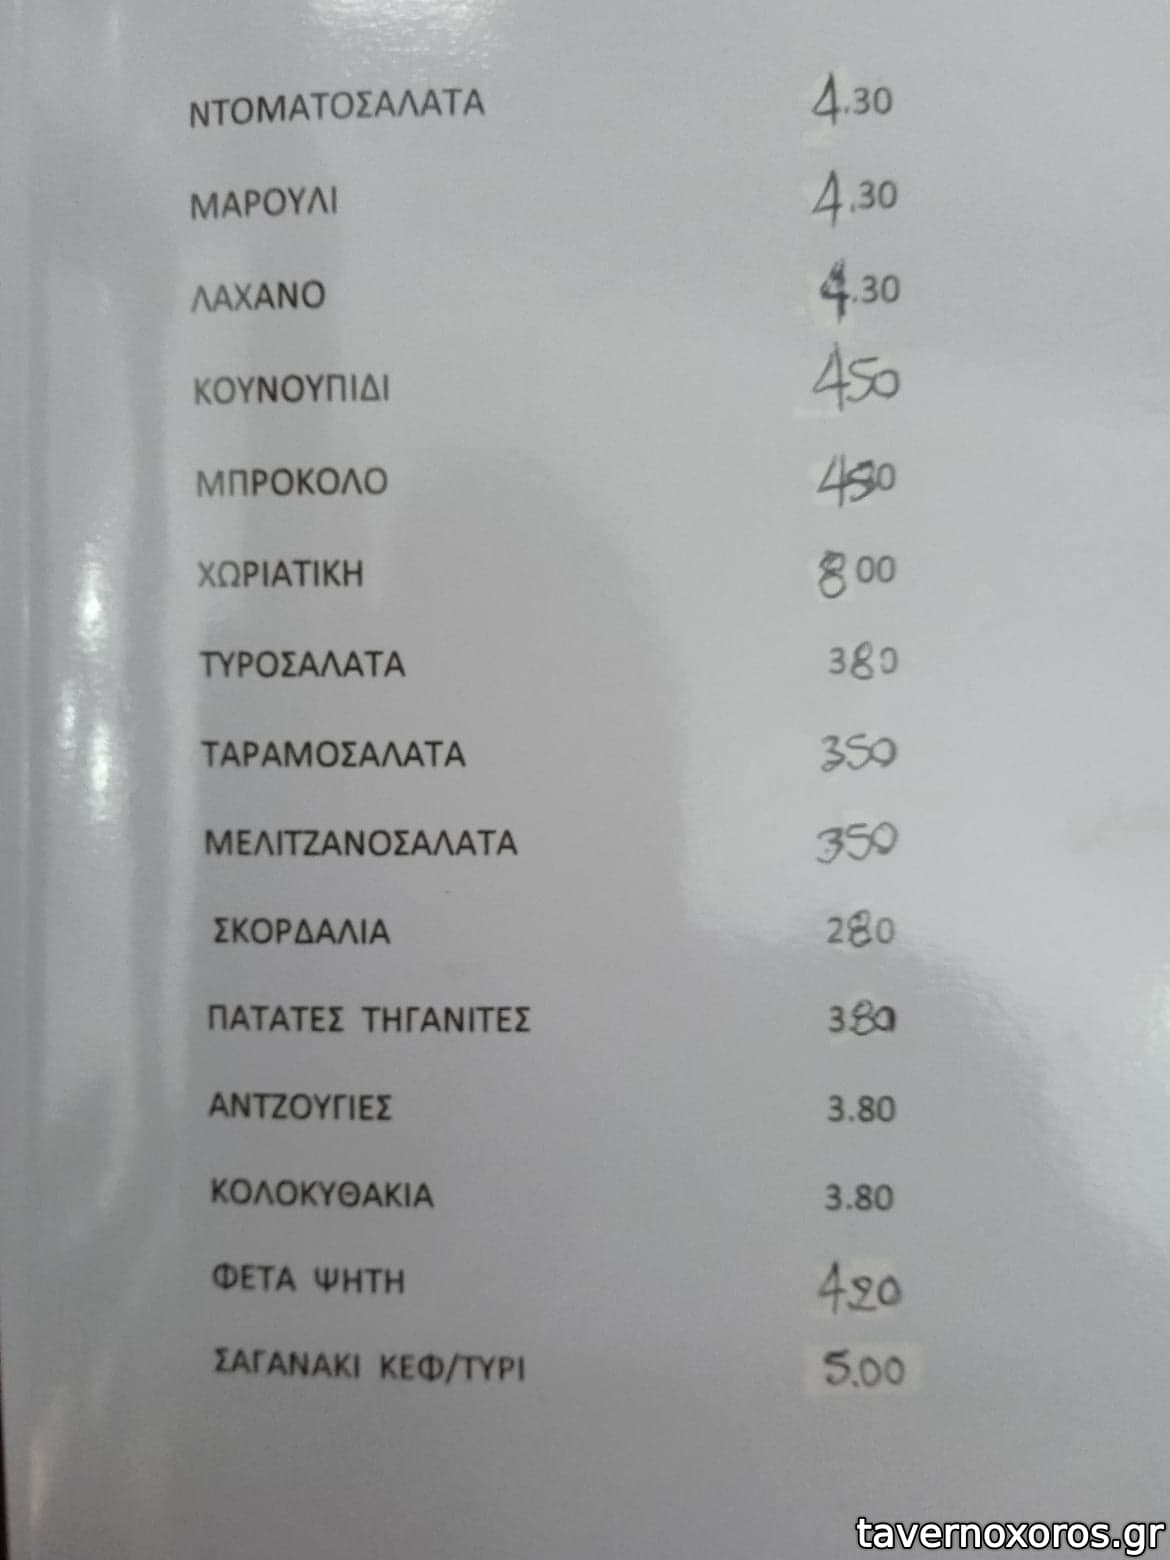 ΝΤΟΜΑΤΟΣΑΛΑΤΑ 4.30
ΜΑΡΟΥΛΙ 4.30
ΛΑΧΑΝΟ 4.30
ΚΟΥΝΟΥΠΙΔΙ 450
ΜΠΡΟΚΟΛΟ
ΧΩΡΙΑΤΙΚΗ 8 00
ΤΥΡΟΣΑΛΑΤΑ 380
ΤΑΡΑΜΟΣΑΛΑΤΑ 350
ΜΕΛΙΤΖΑΝΟΣΑΛΑΤΑ 350
ΣΚΟΡΔΑΛΙΑ 280
ΠΑΤΑΤΕΣ ΤΗΓΑΝΙΤΕΣ 380
ΑΝΤΖΟΥΓΙΕΣ 3.80
ΚΟΛΟΚΥΘΑΚΙΑ 3.80
ΦΕΤΑ ΨΗΤΗ 420
ΣΑΓΑΝΑΚΙ ΚΕΦ/ΤΥΡΙ 5.00
tavernoxoros.gr